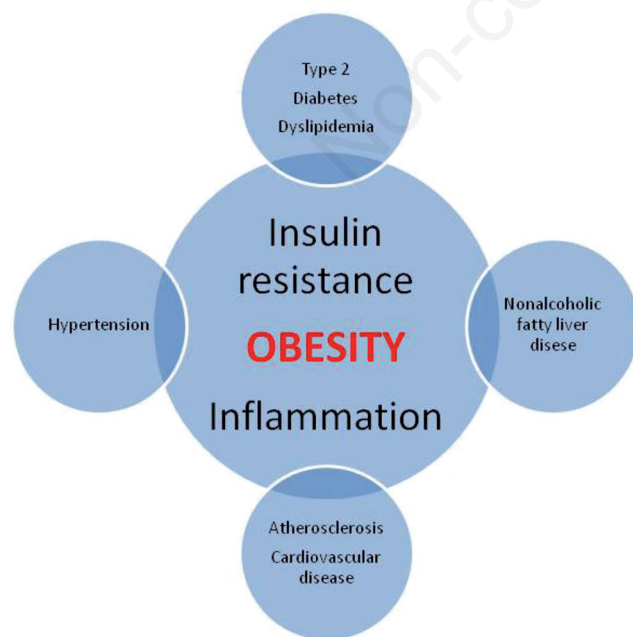 Type 2
Diabetes
Dyslipidemia
Insulin
resistance
OBESITY
Inflammation
Hypertension
Nonalcoholic
fatty liver
disese
Atherosclerosis
Cardiovascular
disease